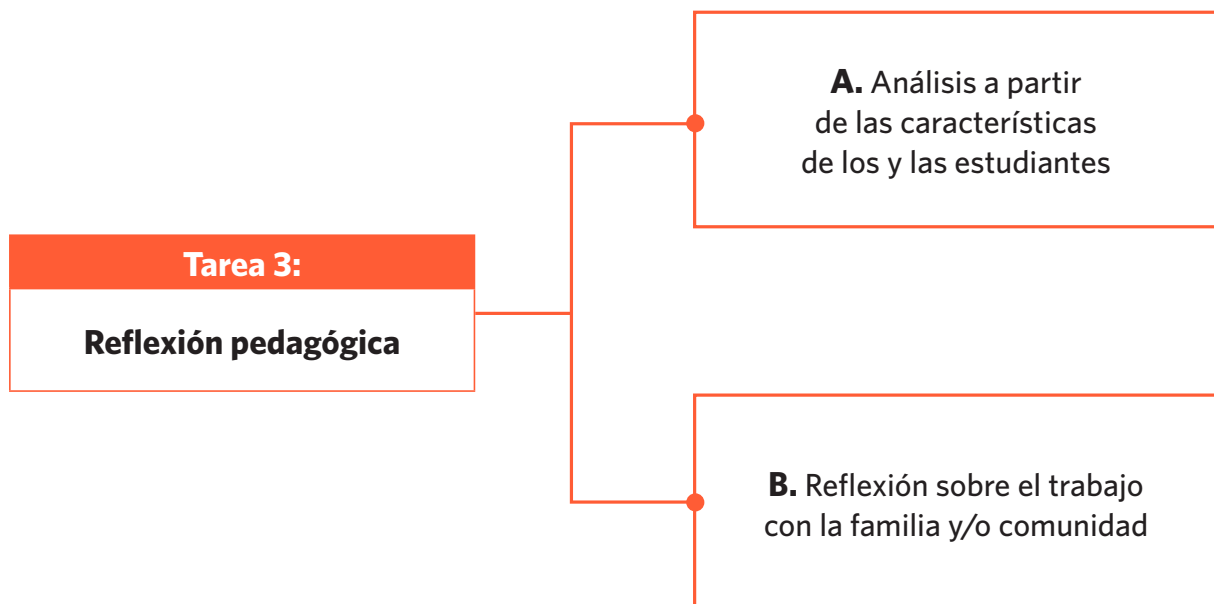 A. Análisis a partir
de las características
de los y las estudiantes
Tarea 3:
Reflexión pedagógica
B. Reflexión sobre el trabajo
con la familia y/o comunidad